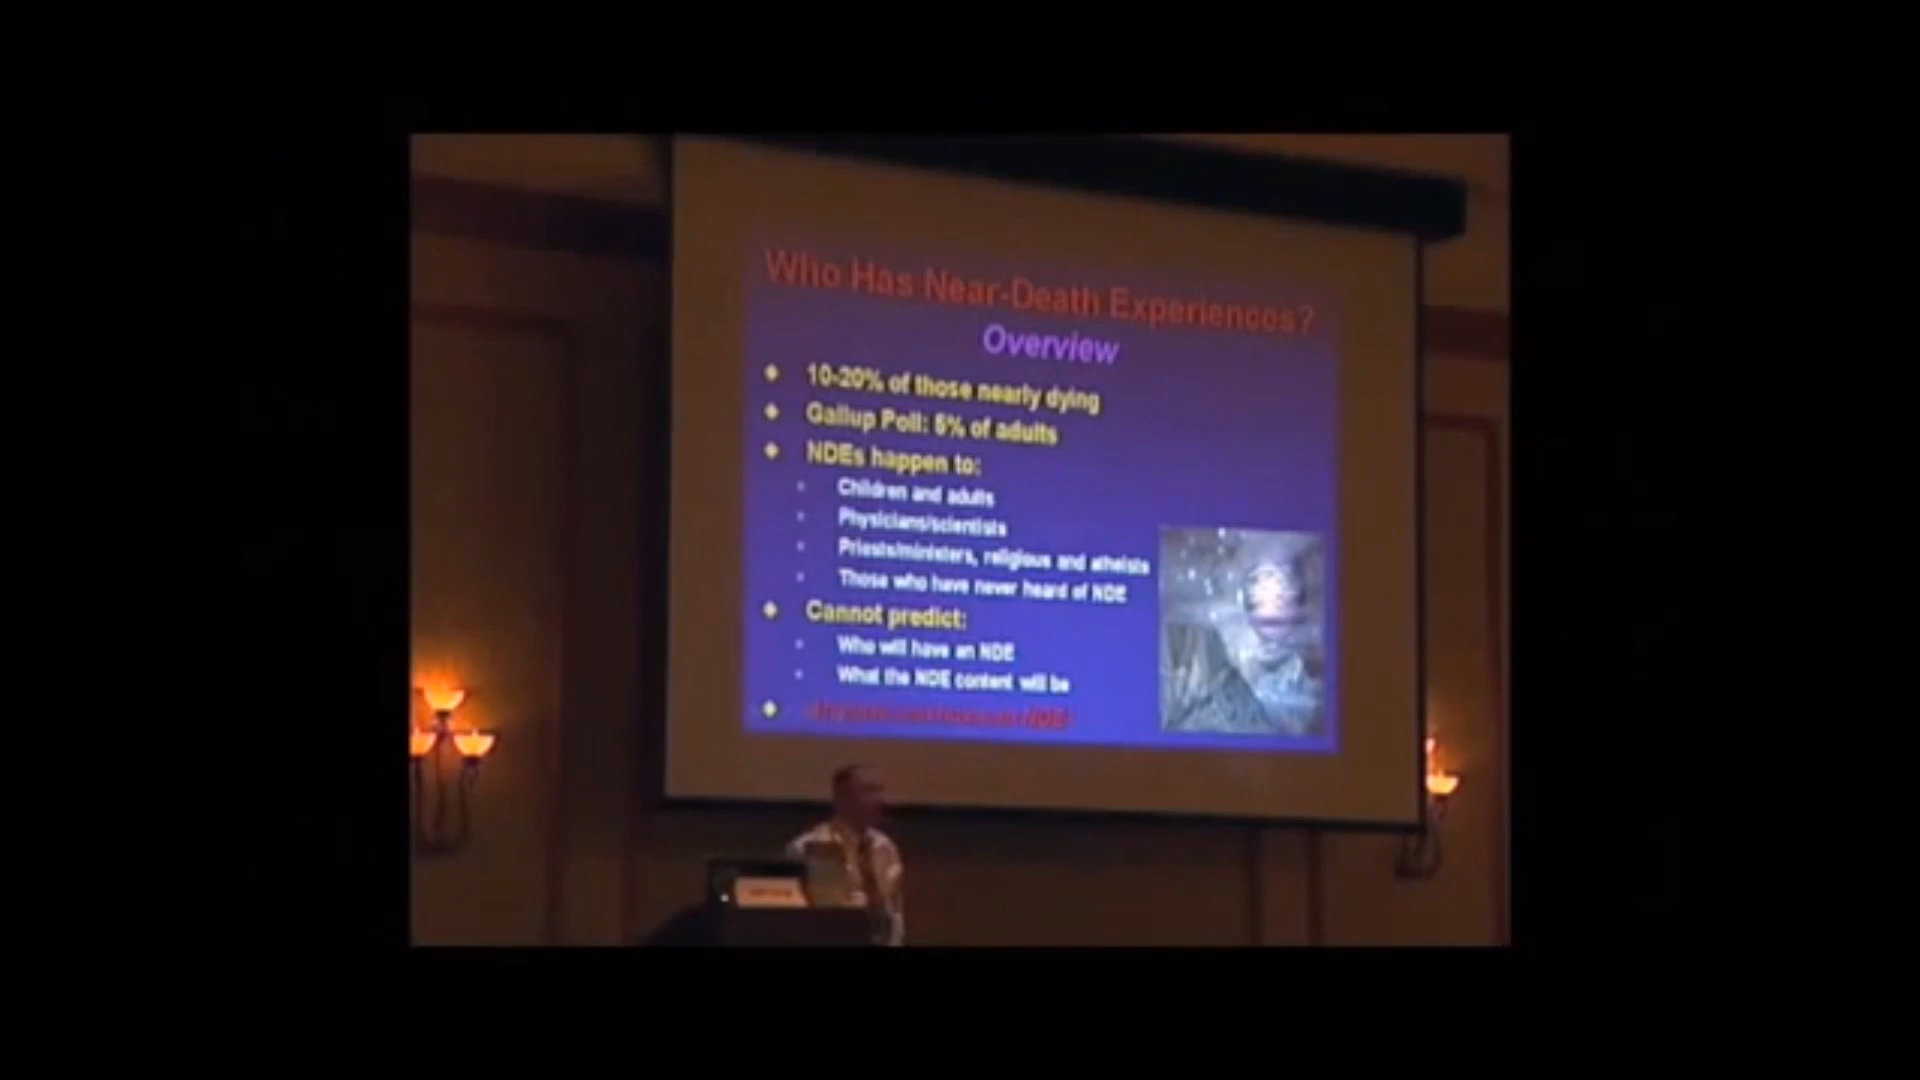 Who Has Near-Death Experiences?
Overview
10-20% of those nearly dying
Gallup Poll: 5% of adults
NDEs happen to:
Children and adults
Physicians/scientists
Priests/ministers, religious and atheists
Those who have never heard of NDE
Cannot predict:
Who will have an NDE
What the NDE content will be